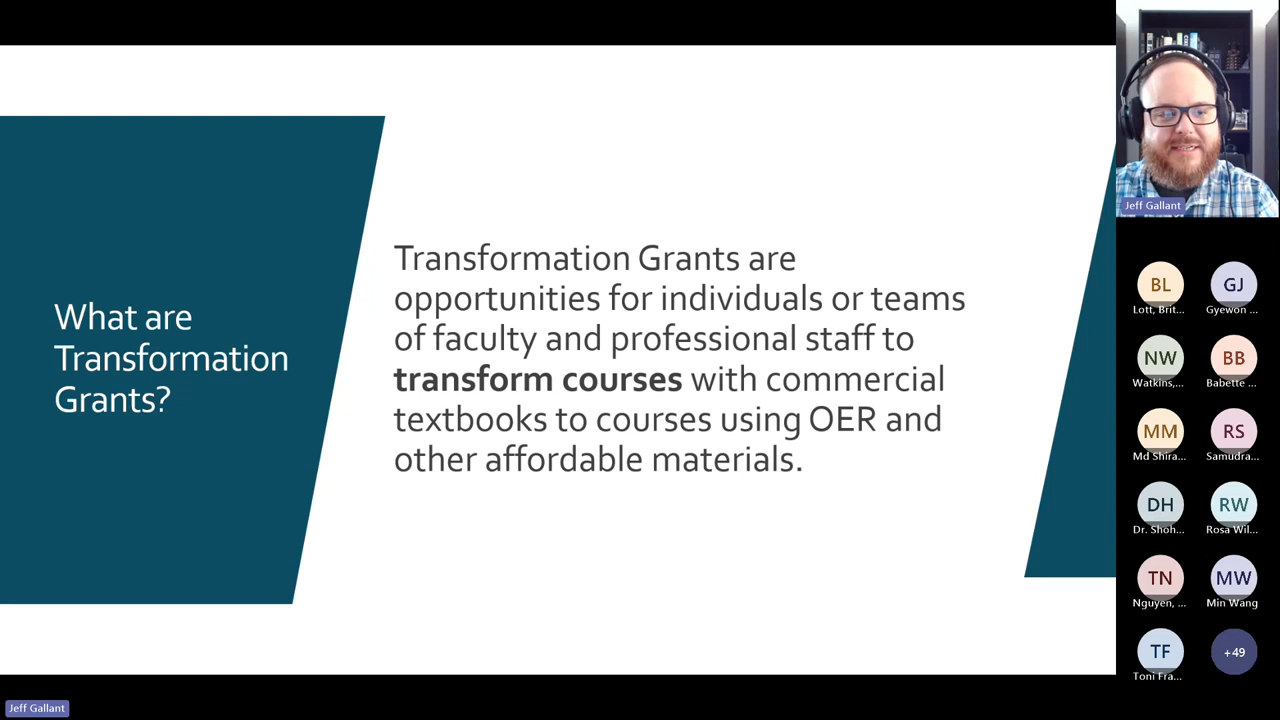 What are
Transformation
Grants?
Transformation Grants are
opportunities for individuals or teams
of faculty and professional staff to
transform courses with commercial
textbooks to courses using OER and
other affordable materials.
Jeff Gallant
BL
Lott, Brit...
GJ
Gyewon ...
NW
Watkins,...
BB
Babette ...
MM
Md Shira...
RS
Samudra...
DH
Dr. Shoh...
RW
Rosa Wil...
TN
Nguyen, ...
MW
Min Wang
TF
Toni Fra...
+49
Jeff Gallant